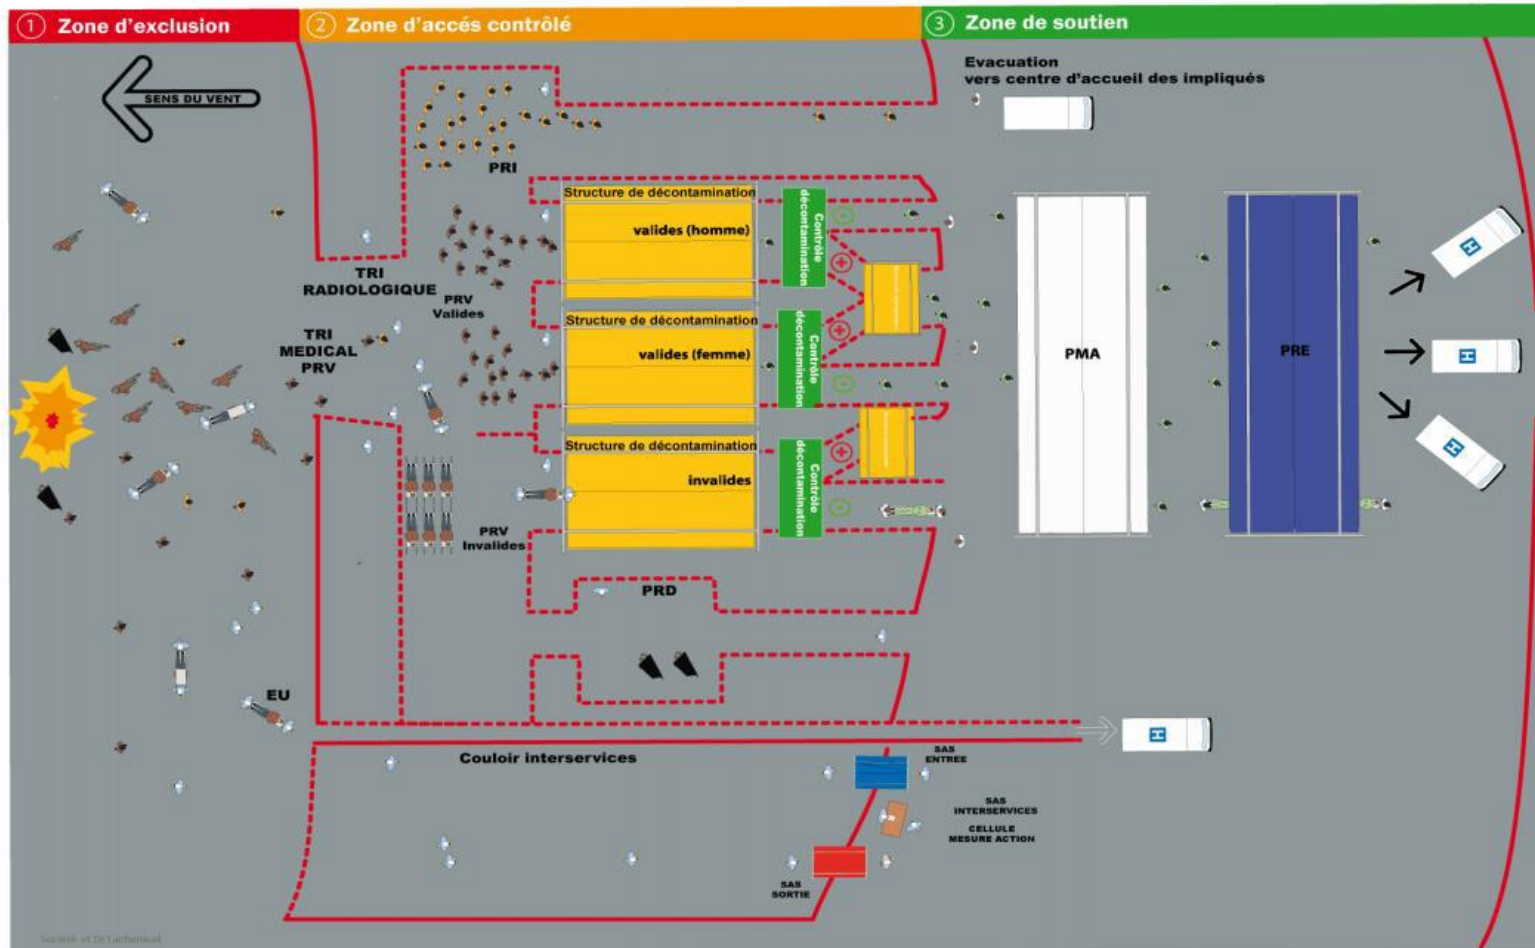 1 Zone d'exclusion
2 Zone d'accés contrôlé
3 Zone de soutien
SENS DU VENT
Evacuation
vers centre d'accueil des impliqués
PRI
TRI
RADIOLOGIQUE
PRV
Valides
TRI
MEDICAL
PRV
PRV
Invalides
Structure de décontamination
valides (homme)
Contrôle
décontamination
Structure de décontamination
valides (femme)
Contrôle
décontamination
Structure de décontamination
invalides
Contrôle
décontamination
PMA
PRE
H
H
H
PRD
EU
H
Couloir interservices
SAS
ENTREE
SAS
INTERSERVICES
CELLULE
MESURE ACTION
SAS
SORTIE